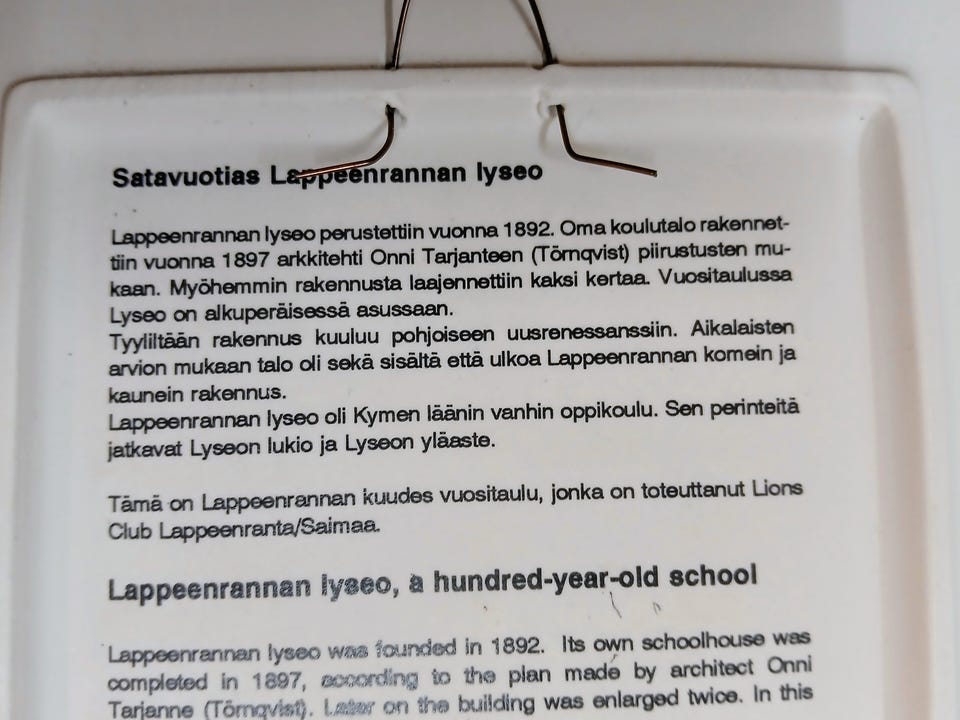 Satavuotias Lappeenrannan lyseo
Lappeenrannan lyseo perustettiin vuonna 1892. Oma koulutalo rakennet-
tiin vuonna 1897 arkkitehti Onni Tarjanteen (Törnqvist) piirustusten mu-
kaan. Myöhemmin rakennusta laajennettiin kaksi kertaa. Vuositaulussa
Lyseo on alkuperäisessä asussaan.
Tyyliltään rakennus kuuluu pohjoiseen uusrenessanssiin. Aikalaisten
arvion mukaan talo oli sekä sisältä että ulkoa Lappeenrannan komein ja
kaunein rakennus.
Lappeenrannan lyseo oli Kymen läänin vanhin oppikoulu. Sen perinteitä
jatkavat Lyseon lukio ja Lyseon yläaste.
Tämä on Lappeenrannan kuudes vuositaulu, jonka on toteuttanut Lions
Club Lappeenranta/Saimaa.
Lappeenrannan lyseo, a hundred-year-old school
Lappeenrannan lyseo was founded in 1892. Its own schoolhouse was
completed in 1897, according to the plan made by architect Onni
Tarjanne (Törnqvist). Later on the building was enlarged twice. In this